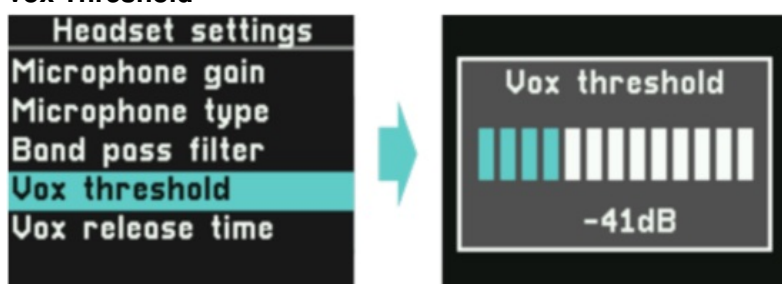 Vox Threshold
Headset settings
Microphone gain
Microphone type
Band pass filter
Vox threshold
Vox release time
Vox threshold
-41dB